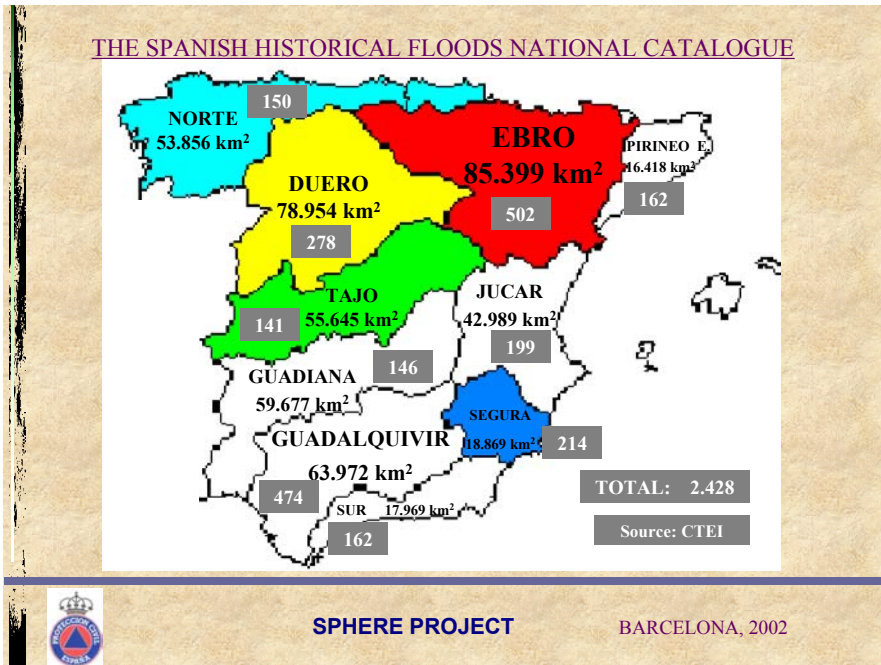 THE SPANISH HISTORICAL FLOODS NATIONAL CATALOGUE
NORTE
53.856 km²
150
DUERO
78.954 km²
278
EBRO
85.399 km²
502
PIRINEO E.
16.418 km²
162
TAJO
55.645 km²
141
JUCAR
42.989 km²
199
GUADIANA
59.677 km²
146
SEGURA
18.869 km²
214
GUADALQUIVIR
63.972 km²
474
SUR 17.969 km²
162
TOTAL: 2.428
Source: CTEI
PROTECCION CIVIL
ESPAÑA
SPHERE PROJECT
BARCELONA, 2002